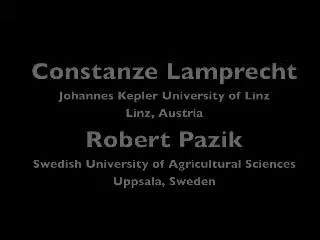 Constanze Lamprecht
Johannes Kepler University of Linz
Linz, Austria
Robert Pazik
Swedish University of Agricultural Sciences
Uppsala, Sweden